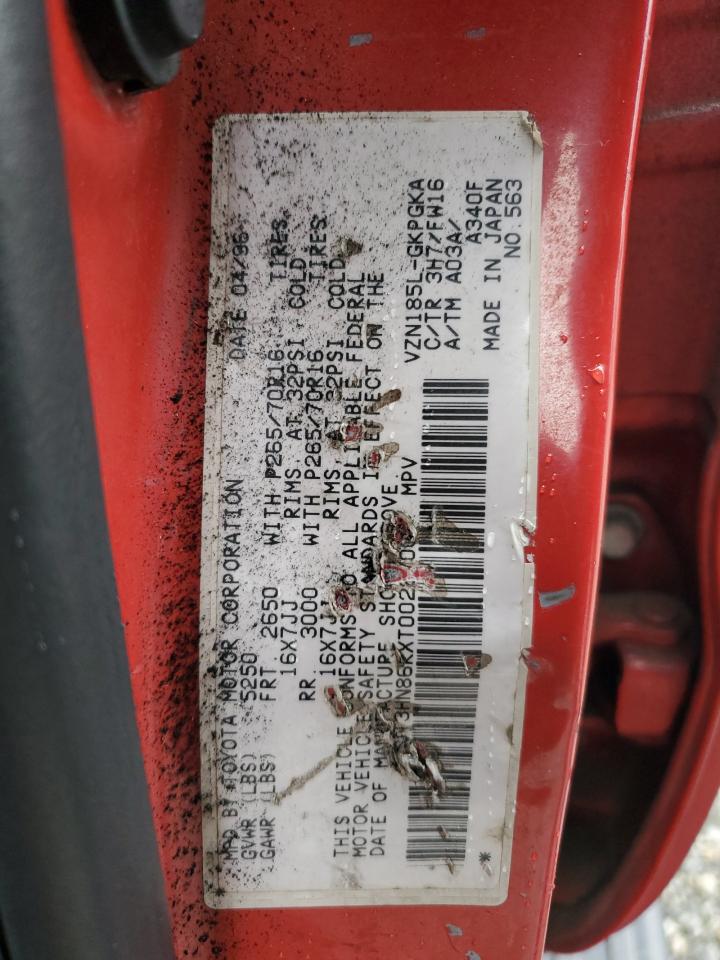 MFD BY TOYOTA MOTOR CORPORATION DATE 04/96
GVWR (LBS) 5250
GAWR (LBS) FRT 2650 WITH P265/70R16 TIRES
16X7JJ RIMS AT 32PSI COLD
RR 3000 WITH P265/70R16 TIRES
16X7JJ RIMS AT 32PSI COLD
THIS VEHICLE CONFORMS TO ALL APPLICABLE FEDERAL
MOTOR VEHICLE SAFETY STANDARDS IN EFFECT ON THE
DATE OF MANUFACTURE SHOWN ABOVE.
MPV
VZN185L-GKPGKA
C/TR 3H7/FW16
A/TM A03A/
A340F
MADE IN JAPAN
NO.563
*